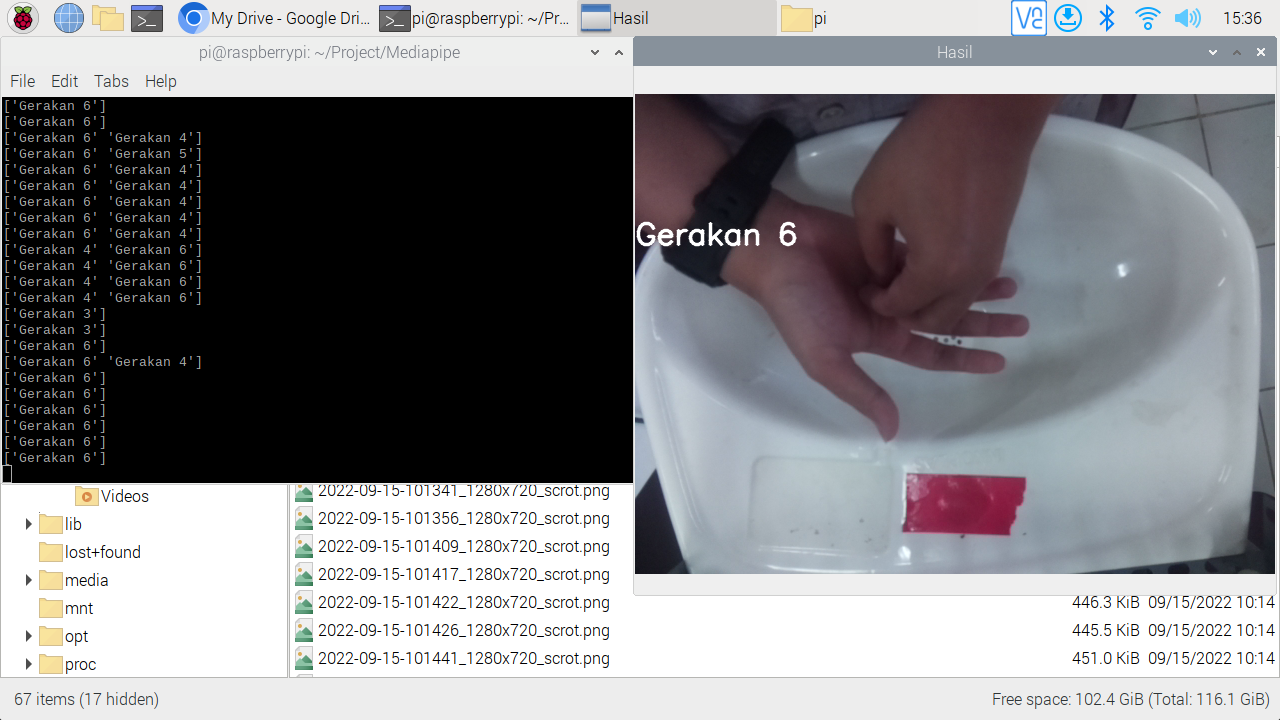 My Drive - Google Dri...
pi@raspberrypi: ~/Pr...
Hasil
pi
V2
15:36
pi@raspberrypi: ~/Project/Mediapipe
File Edit Tabs Help
['Gerakan 6']
['Gerakan 6']
['Gerakan 6' 'Gerakan 4']
['Gerakan 6' 'Gerakan 5']
['Gerakan 6' 'Gerakan 4']
['Gerakan 6' 'Gerakan 4']
['Gerakan 6' 'Gerakan 4']
['Gerakan 6' 'Gerakan 4']
['Gerakan 6' 'Gerakan 4']
['Gerakan 4' 'Gerakan 6']
['Gerakan 4' 'Gerakan 6']
['Gerakan 4' 'Gerakan 6']
['Gerakan 4' 'Gerakan 6']
['Gerakan 3']
['Gerakan 3']
['Gerakan 6']
['Gerakan 6' 'Gerakan 4']
['Gerakan 6']
['Gerakan 6']
['Gerakan 6']
['Gerakan 6']
['Gerakan 6']
['Gerakan 6']
Hasil
Gerakan 6
Videos
lib
lost+found
media
mnt
opt
proc
2022-09-15-101341_1280x720_scrot.png
2022-09-15-101356_1280x720_scrot.png
2022-09-15-101409_1280x720_scrot.png
2022-09-15-101417_1280x720_scrot.png
2022-09-15-101422_1280x720_scrot.png 446.3 KiB 09/15/2022 10:14
2022-09-15-101426_1280x720_scrot.png 445.5 KiB 09/15/2022 10:14
2022-09-15-101441_1280x720_scrot.png 451.0 KiB 09/15/2022 10:14
67 items (17 hidden)
Free space: 102.4 GiB (Total: 116.1 GiB)